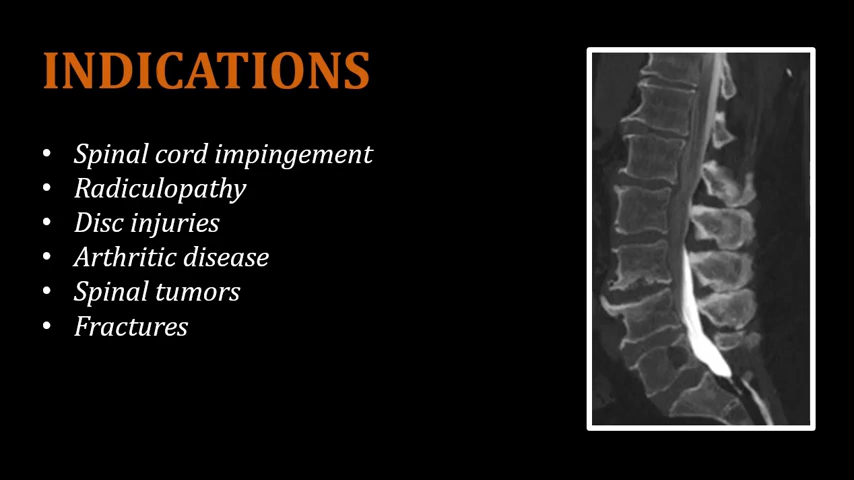 INDICATIONS
• Spinal cord impingement
• Radiculopathy
• Disc injuries
• Arthritic disease
• Spinal tumors
• Fractures